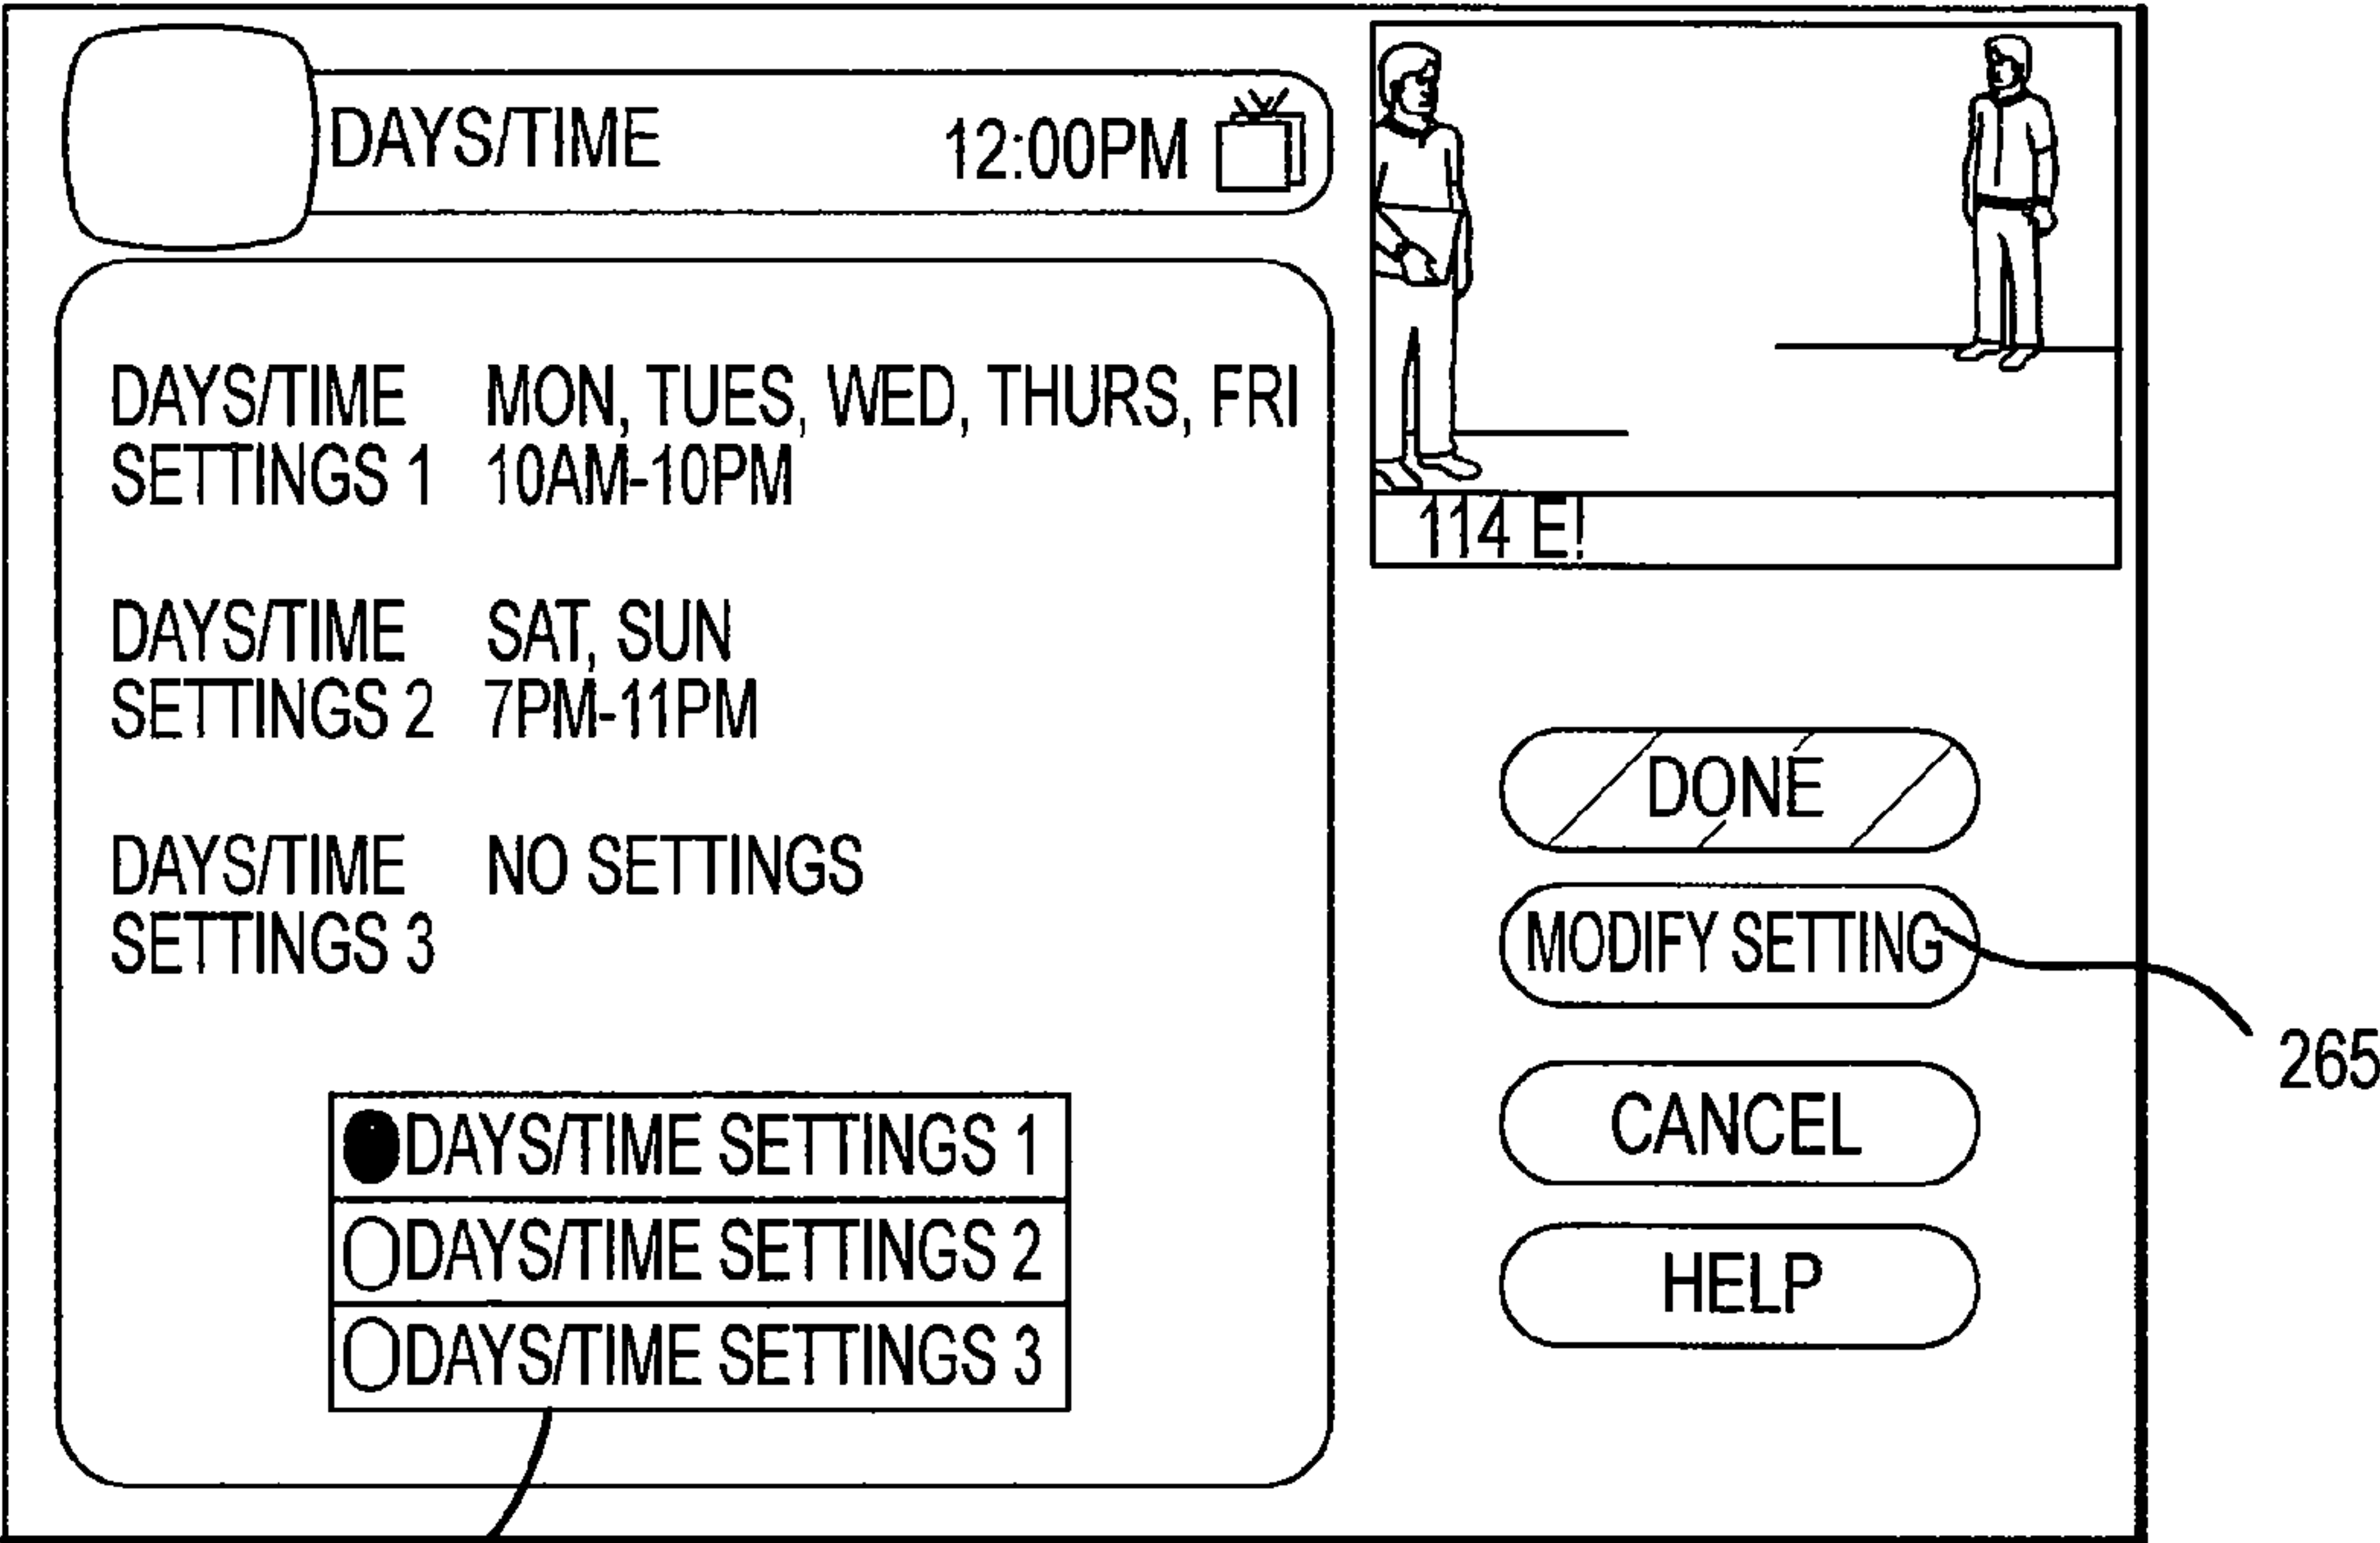 DAYS/TIME 12:00PM
DAYS/TIME MON, TUES, WED, THURS, FRI
SETTINGS 1 10AM-10PM
DAYS/TIME SAT, SUN
SETTINGS 2 7PM-11PM
DAYS/TIME NO SETTINGS
SETTINGS 3
DAYS/TIME SETTINGS 1
DAYS/TIME SETTINGS 2
DAYS/TIME SETTINGS 3
114 E!
DONE
MODIFY SETTING
CANCEL
HELP
265